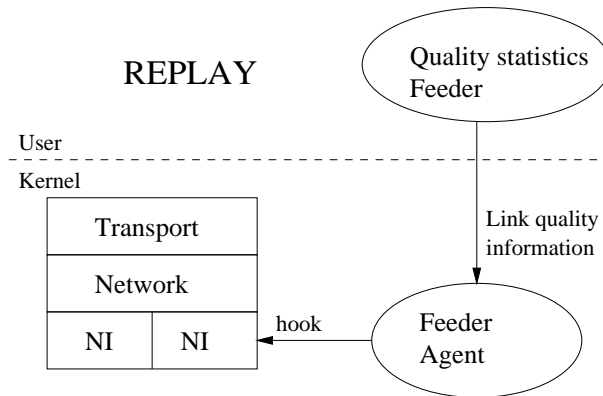 REPLAY
Quality statistics
Feeder
User
Kernel
Transport
Network
NI
NI
hook
Link quality
information
Feeder
Agent